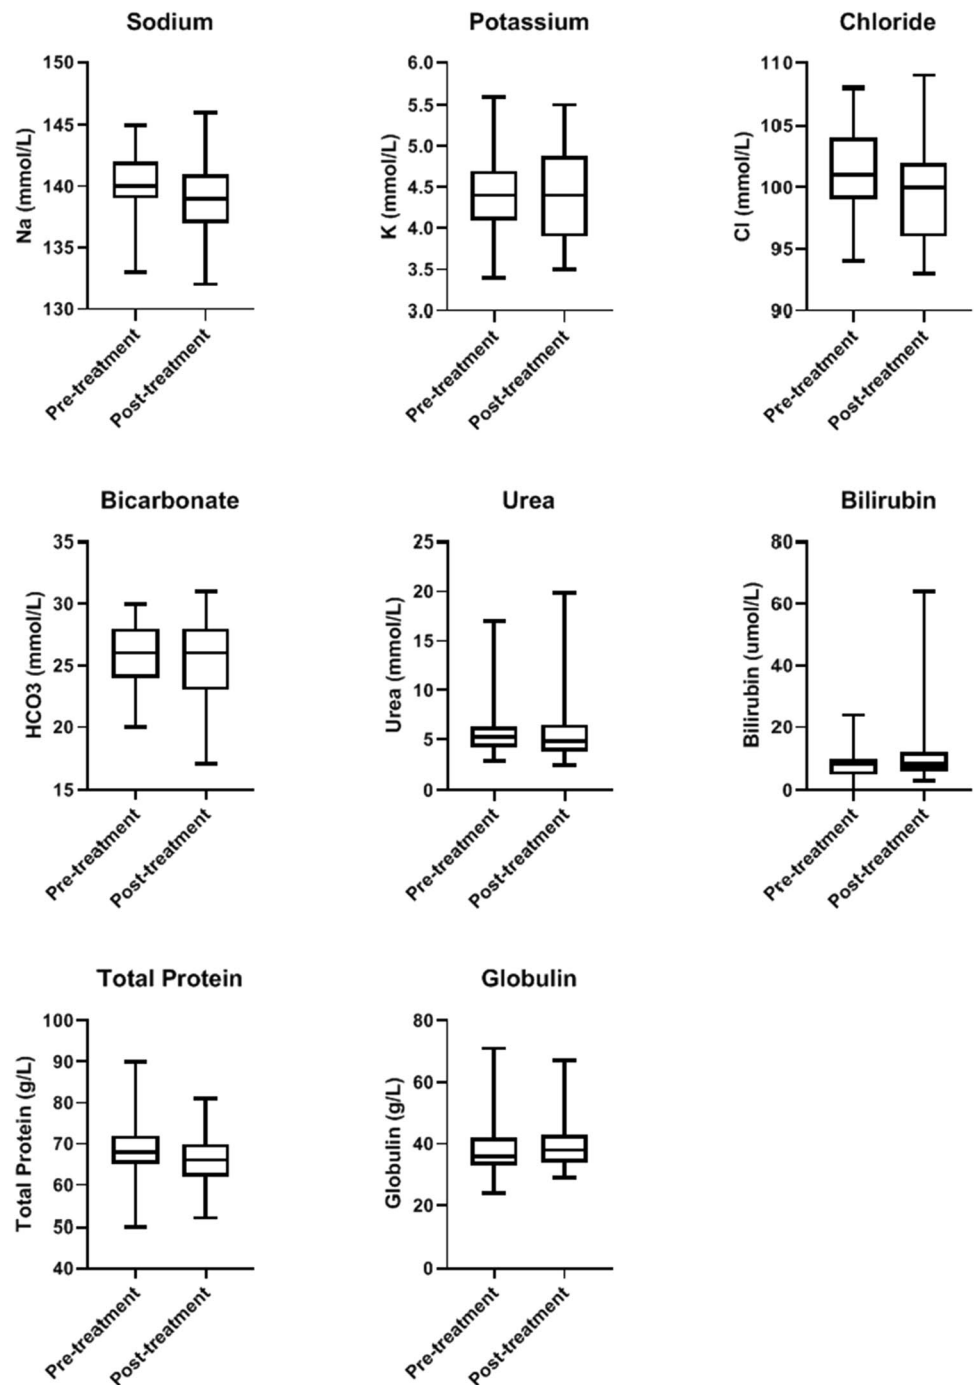 Sodium
Na (mmol/L)
150
145
140
135
130
Pre-treatment
Post-treatment
Potassium
K (mmol/L)
6.0
5.5
5.0
4.5
4.0
3.5
3.0
Pre-treatment
Post-treatment
Chloride
Cl (mmol/L)
110
105
100
95
90
Pre-treatment
Post-treatment
Bicarbonate
HCO3 (mmol/L)
35
30
25
20
15
Pre-treatment
Post-treatment
Urea
Urea (mmol/L)
25
20
15
10
5
0
Pre-treatment
Post-treatment
Bilirubin
Bilirubin (umol/L)
80
60
40
20
0
Pre-treatment
Post-treatment
Total Protein
Total Protein (g/L)
100
90
80
70
60
50
40
Pre-treatment
Post-treatment
Globulin
Globulin (g/L)
80
60
40
20
0
Pre-treatment
Post-treatment